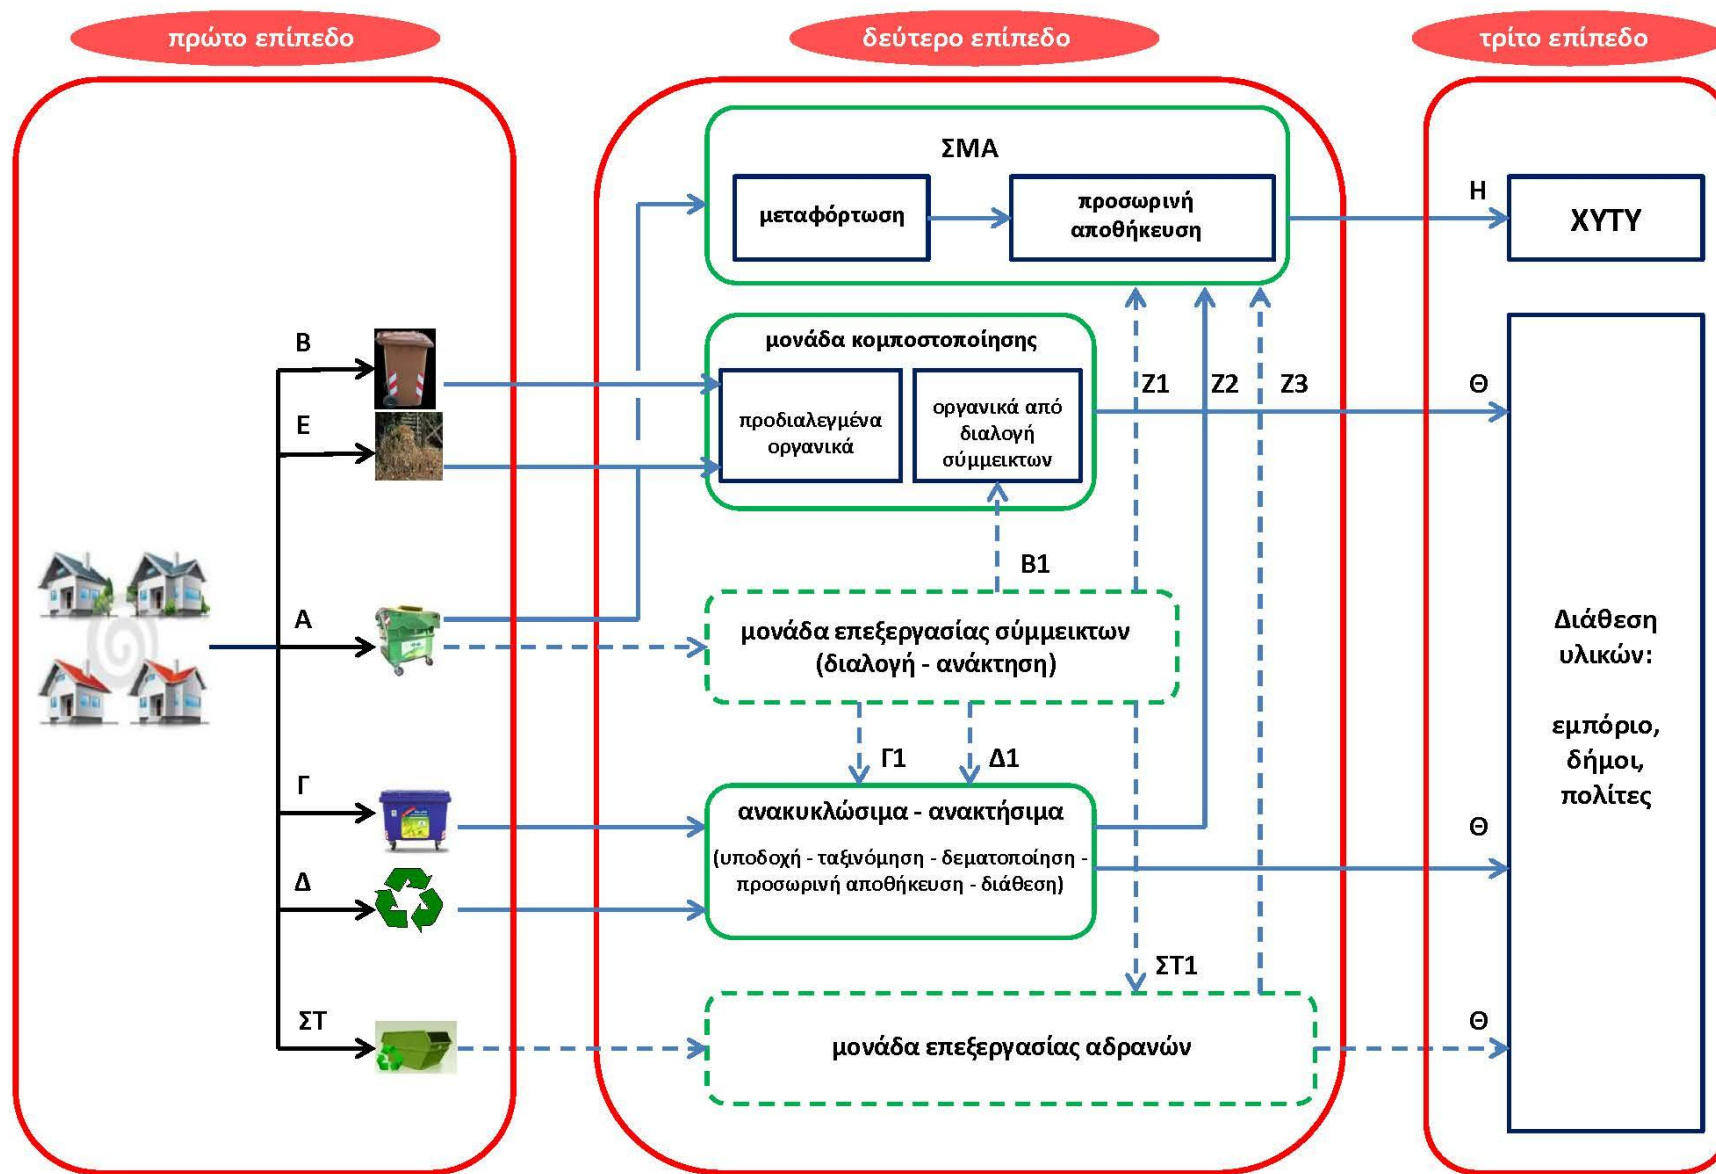 πρώτο επίπεδο
δεύτερο επίπεδο
τρίτο επίπεδο
ΣΜΑ
μεταφόρτωση
προσωρινή
αποθήκευση
Η
ΧΥΤΥ
Β
Ε
Α
Γ
Δ
ΣΤ
μονάδα κομποστοποίησης
προδιαλεγμένα
οργανικά
οργανικά από
διαλογή
σύμμεικτων
Ζ1
Ζ2
Ζ3
Θ
Β1
μονάδα επεξεργασίας σύμμεικτων
(διαλογή - ανάκτηση)
Γ1
Δ1
ανακυκλώσιμα - ανακτήσιμα
(υποδοχή - ταξινόμηση - δεματοποίηση -
προσωρινή αποθήκευση - διάθεση)
Θ
ΣΤ1
μονάδα επεξεργασίας αδρανών
Θ
Διάθεση
υλικών:
εμπόριο,
δήμοι,
πολίτες